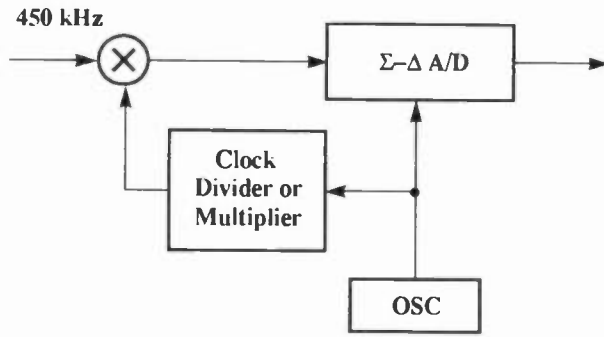 450 kHz
Σ–Δ A/D
Clock
Divider or
Multiplier
OSC